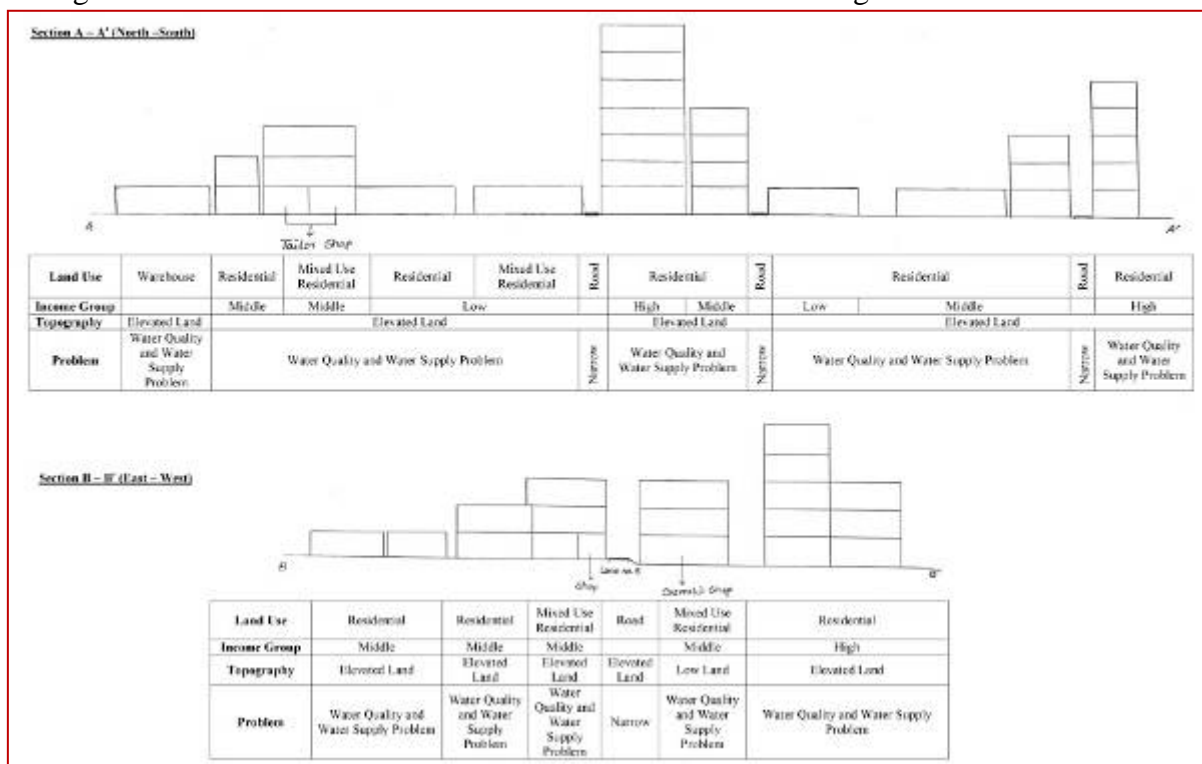 Section A – A' (North –South)
A
A'
Tailor Shop
Land Use Warehouse Residential Mixed Use Residential Residential Mixed Use Residential Road Residential Road Residential Road Residential
Income Group Middle Middle Low High Middle Low Middle High
Topography Elevated Land Elevated Land Elevated Land Elevated Land
Problem Water Quality and Water Supply Problem Water Quality and Water Supply Problem Narrow Water Quality and Water Supply Problem Narrow Water Quality and Water Supply Problem Narrow Water Quality and Water Supply Problem
Section B – B' (East – West)
B
B'
Shop
Shop
Land Use Residential Residential Mixed Use Residential Road Mixed Use Residential Residential
Income Group Middle Middle Middle Middle High
Topography Elevated Land Elevated Land Elevated Land Elevated Land Low Land Elevated Land
Problem Water Quality and Water Supply Problem Water Quality and Water Supply Problem Water Quality and Water Supply Problem Narrow Water Quality and Water Supply Problem Water Quality and Water Supply Problem